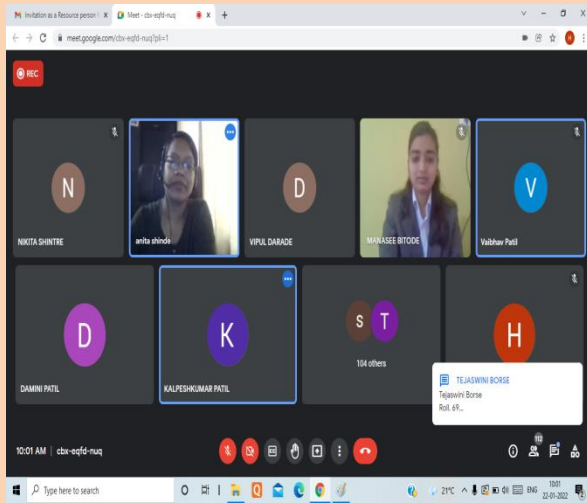 Invitation as a Resource person
Meet - cbx-eqfd-nuq
meet.google.com/cbx-eqfd-nuq?pli=1
H
REC
N
D
V
NIKITA SHINTRE
anita shinde
VIPUL DARADE
MANASEE BITODE
Vaibhav Patil
D
K
S T
H
104 others
DAMINI PATIL
KALPESHKUMAR PATIL
TEJASWINI BORSE
Tejaswini Borse
Roll. 69...
10:01 AM | cbx-eqfd-nuq
112
Type here to search
21°C
ENG
10:01
22-01-2022